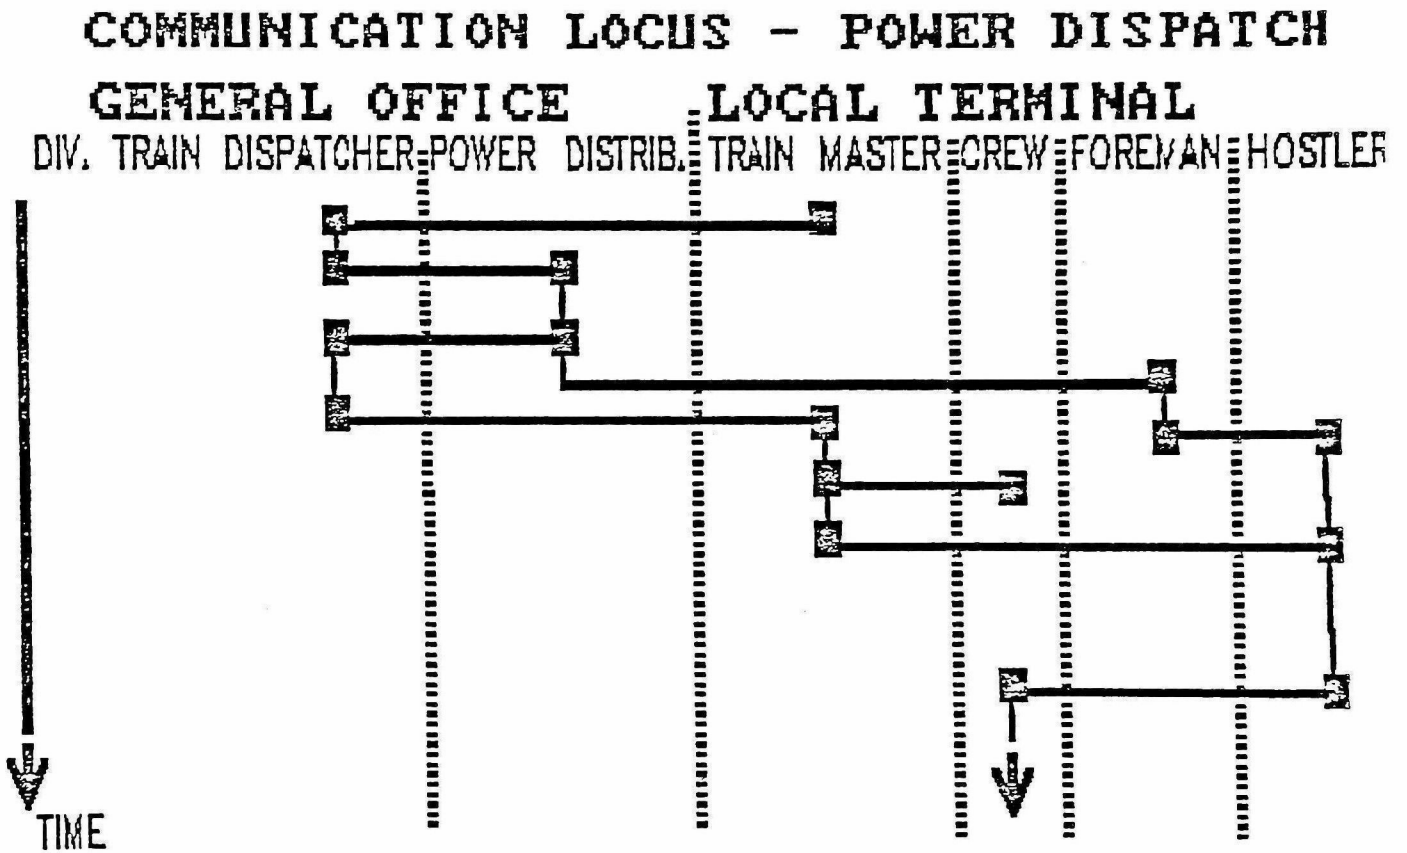 COMMUNICATION LOCUS - POWER DISPATCH
GENERAL OFFICE LOCAL TERMINAL
DIV. TRAIN DISPATCHER POWER DISTRIB. TRAIN MASTER CREW FOREMAN HOSTLER
TIME